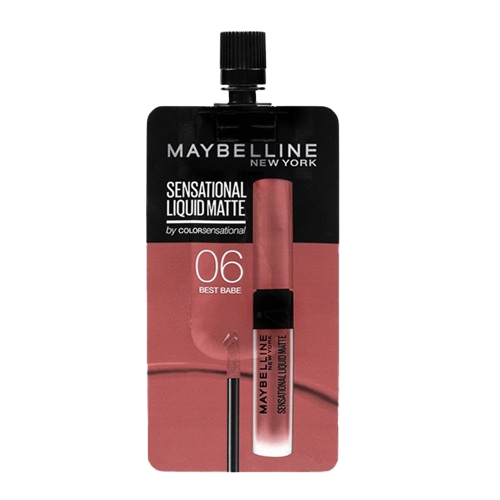 MAYBELLINE
NEW YORK
SENSATIONAL
LIQUID MATTE
by COLORsensational
06
BEST BABE
MAYBELLINE
NEW YORK
SENSATIONAL LIQUID MATTE